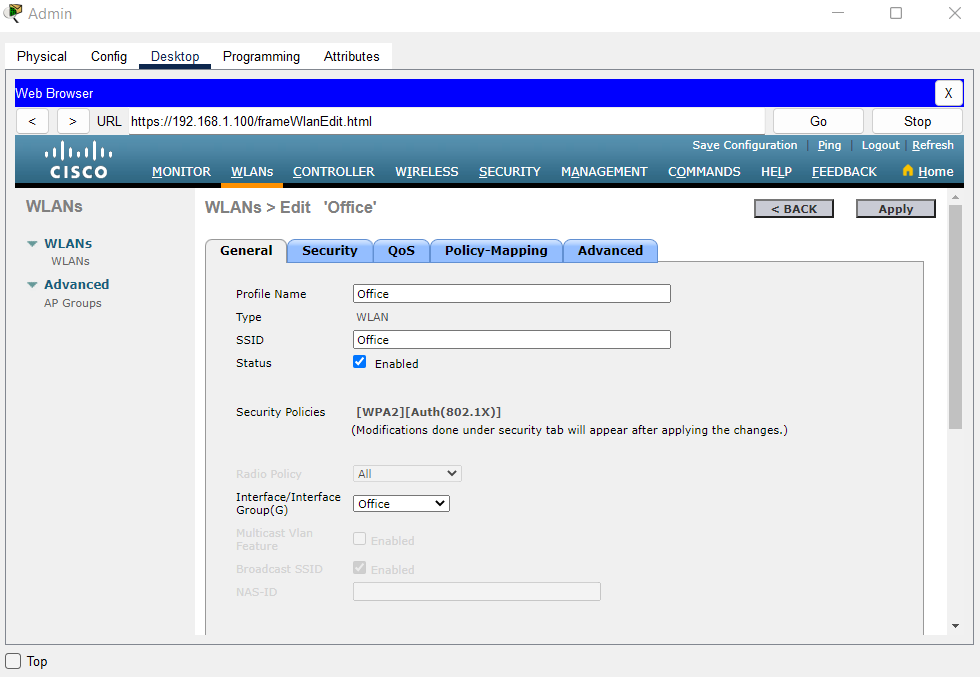 Admin
Physical Config Desktop Programming Attributes
Web Browser X
< > URL https://192.168.1.100/frameWlanEdit.html Go Stop
Save Configuration | Ping | Logout | Refresh
CISCO MONITOR WLANs CONTROLLER WIRELESS SECURITY MANAGEMENT COMMANDS HELP FEEDBACK Home
WLANs
WLANs
WLANs
Advanced
AP Groups
WLANs > Edit 'Office' < BACK Apply
General Security QoS Policy-Mapping Advanced
Profile Name Office
Type WLAN
SSID Office
Status Enabled
Security Policies [WPA2][Auth(802.1X)]
(Modifications done under security tab will appear after applying the changes.)
Radio Policy All
Interface/Interface
Group(G) Office
Multicast Vlan
Feature Enabled
Broadcast SSID Enabled
NAS-ID
Top